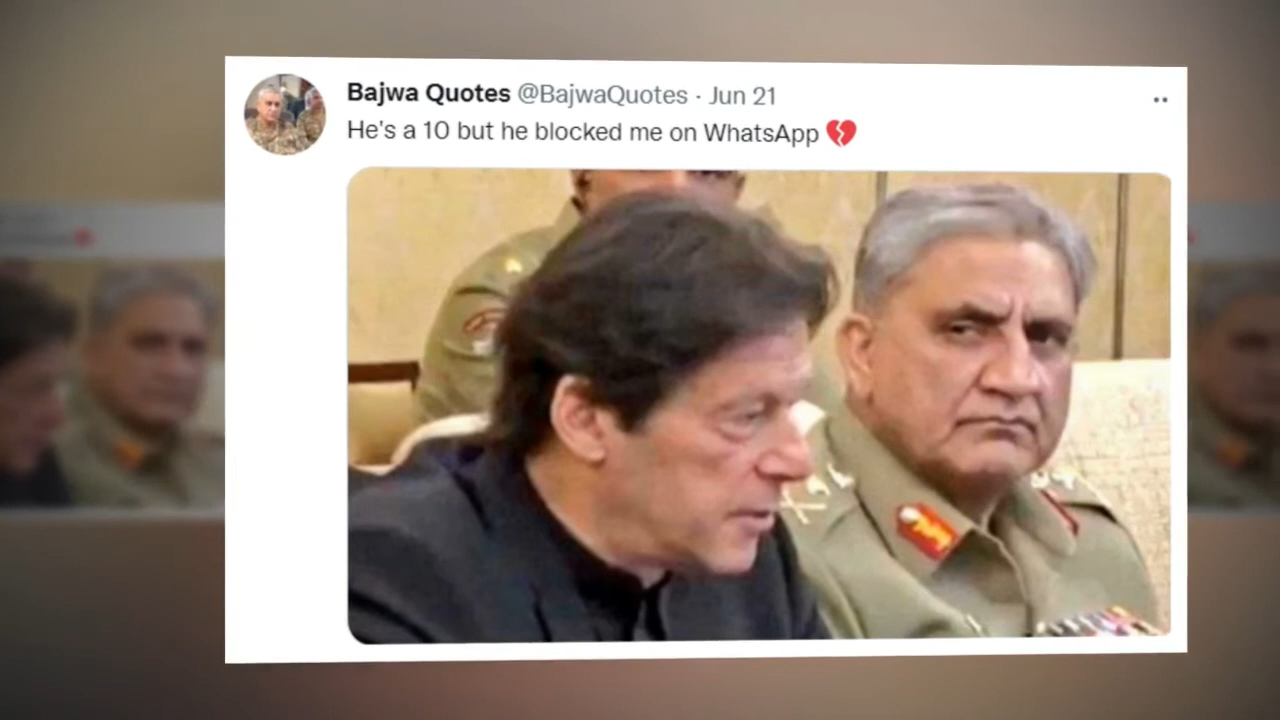 Bajwa Quotes @BajwaQuotes · Jun 21
He's a 10 but he blocked me on WhatsApp 💔